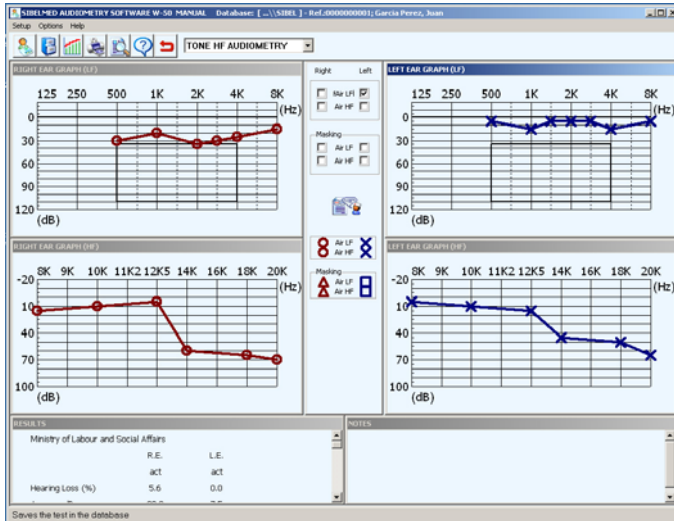 SIBELMED AUDIOMETRY SOFTWARE W-50 MANUAL Database: [ ...\\SIBEL ] - Ref.:0000000001; Garcia Perez, Juan
Setup Options Help
TONE HF AUDIOMETRY
RIGHT EAR GRAPH (LF)
125 250 500 1K 2K 4K 8K
(Hz)
0
30
60
90
120
(dB)
Right Left
Air LF
Air HF
Masking
Air LF
Air HF
LEFT EAR GRAPH (LF)
125 250 500 1K 2K 4K 8K
(Hz)
0
30
60
90
120
(dB)
RIGHT EAR GRAPH (HF)
8K 9K 10K 11K2 12K5 14K 16K 18K 20K
-20
(Hz)
10
40
70
100
(dB)
Air LF
Air HF
Masking
Air LF
Air HF
LEFT EAR GRAPH (HF)
8K 9K 10K 11K2 12K5 14K 16K 18K 20K
-20
(Hz)
10
40
70
100
(dB)
RESULTS
Ministry of Labour and Social Affairs
R.E. L.E.
act act
Hearing Loss (%) 5.6 0.0
NOTES
Saves the test in the database